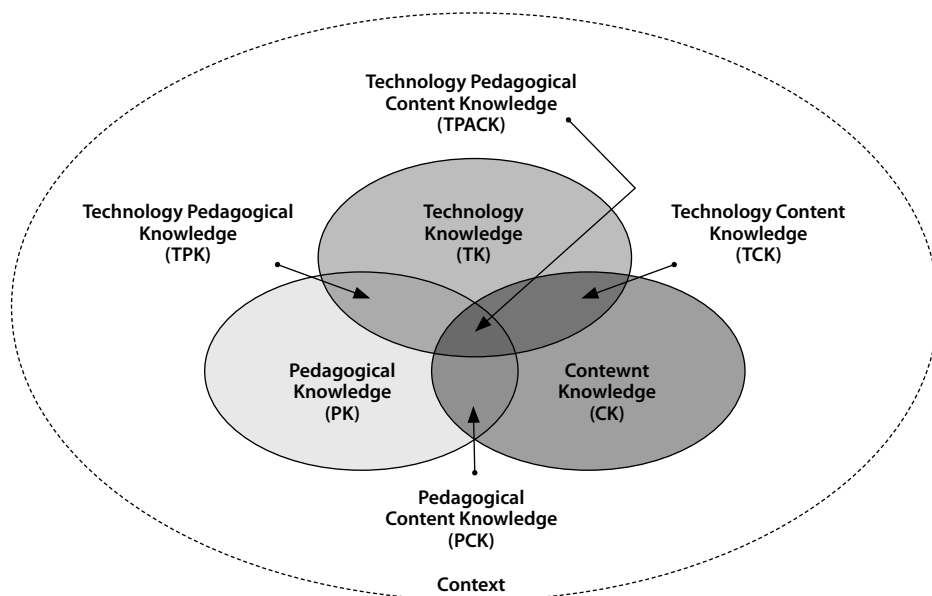 Technology Pedagogical
Content Knowledge
(TPACK)
Technology Pedagogical
Knowledge
(TPK)
Technology
Knowledge
(TK)
Technology Content
Knowledge
(TCK)
Pedagogical
Knowledge
(PK)
Contewnt
Knowledge
(CK)
Pedagogical
Content Knowledge
(PCK)
Context